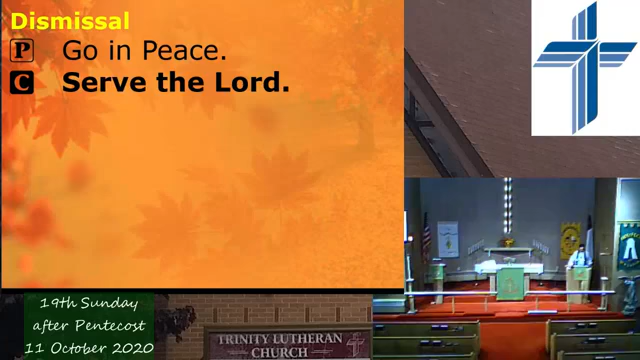 Dismissal
P Go in Peace.
C Serve the Lord.
19th Sunday
after Pentecost
11 October 2020
TRINITY LUTHERAN
CHURCH